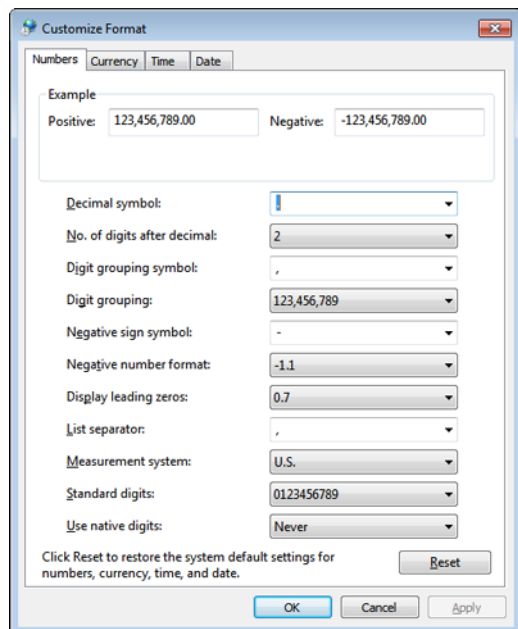 Customize Format
Numbers Currency Time Date
Example
Positive: 123,456,789.00 Negative: -123,456,789.00
Decimal symbol: .
No. of digits after decimal: 2
Digit grouping symbol: ,
Digit grouping: 123,456,789
Negative sign symbol: -
Negative number format: -1.1
Display leading zeros: 0.7
List separator: ,
Measurement system: U.S.
Standard digits: 0123456789
Use native digits: Never
Click Reset to restore the system default settings for
numbers, currency, time, and date.
Reset
OK Cancel Apply